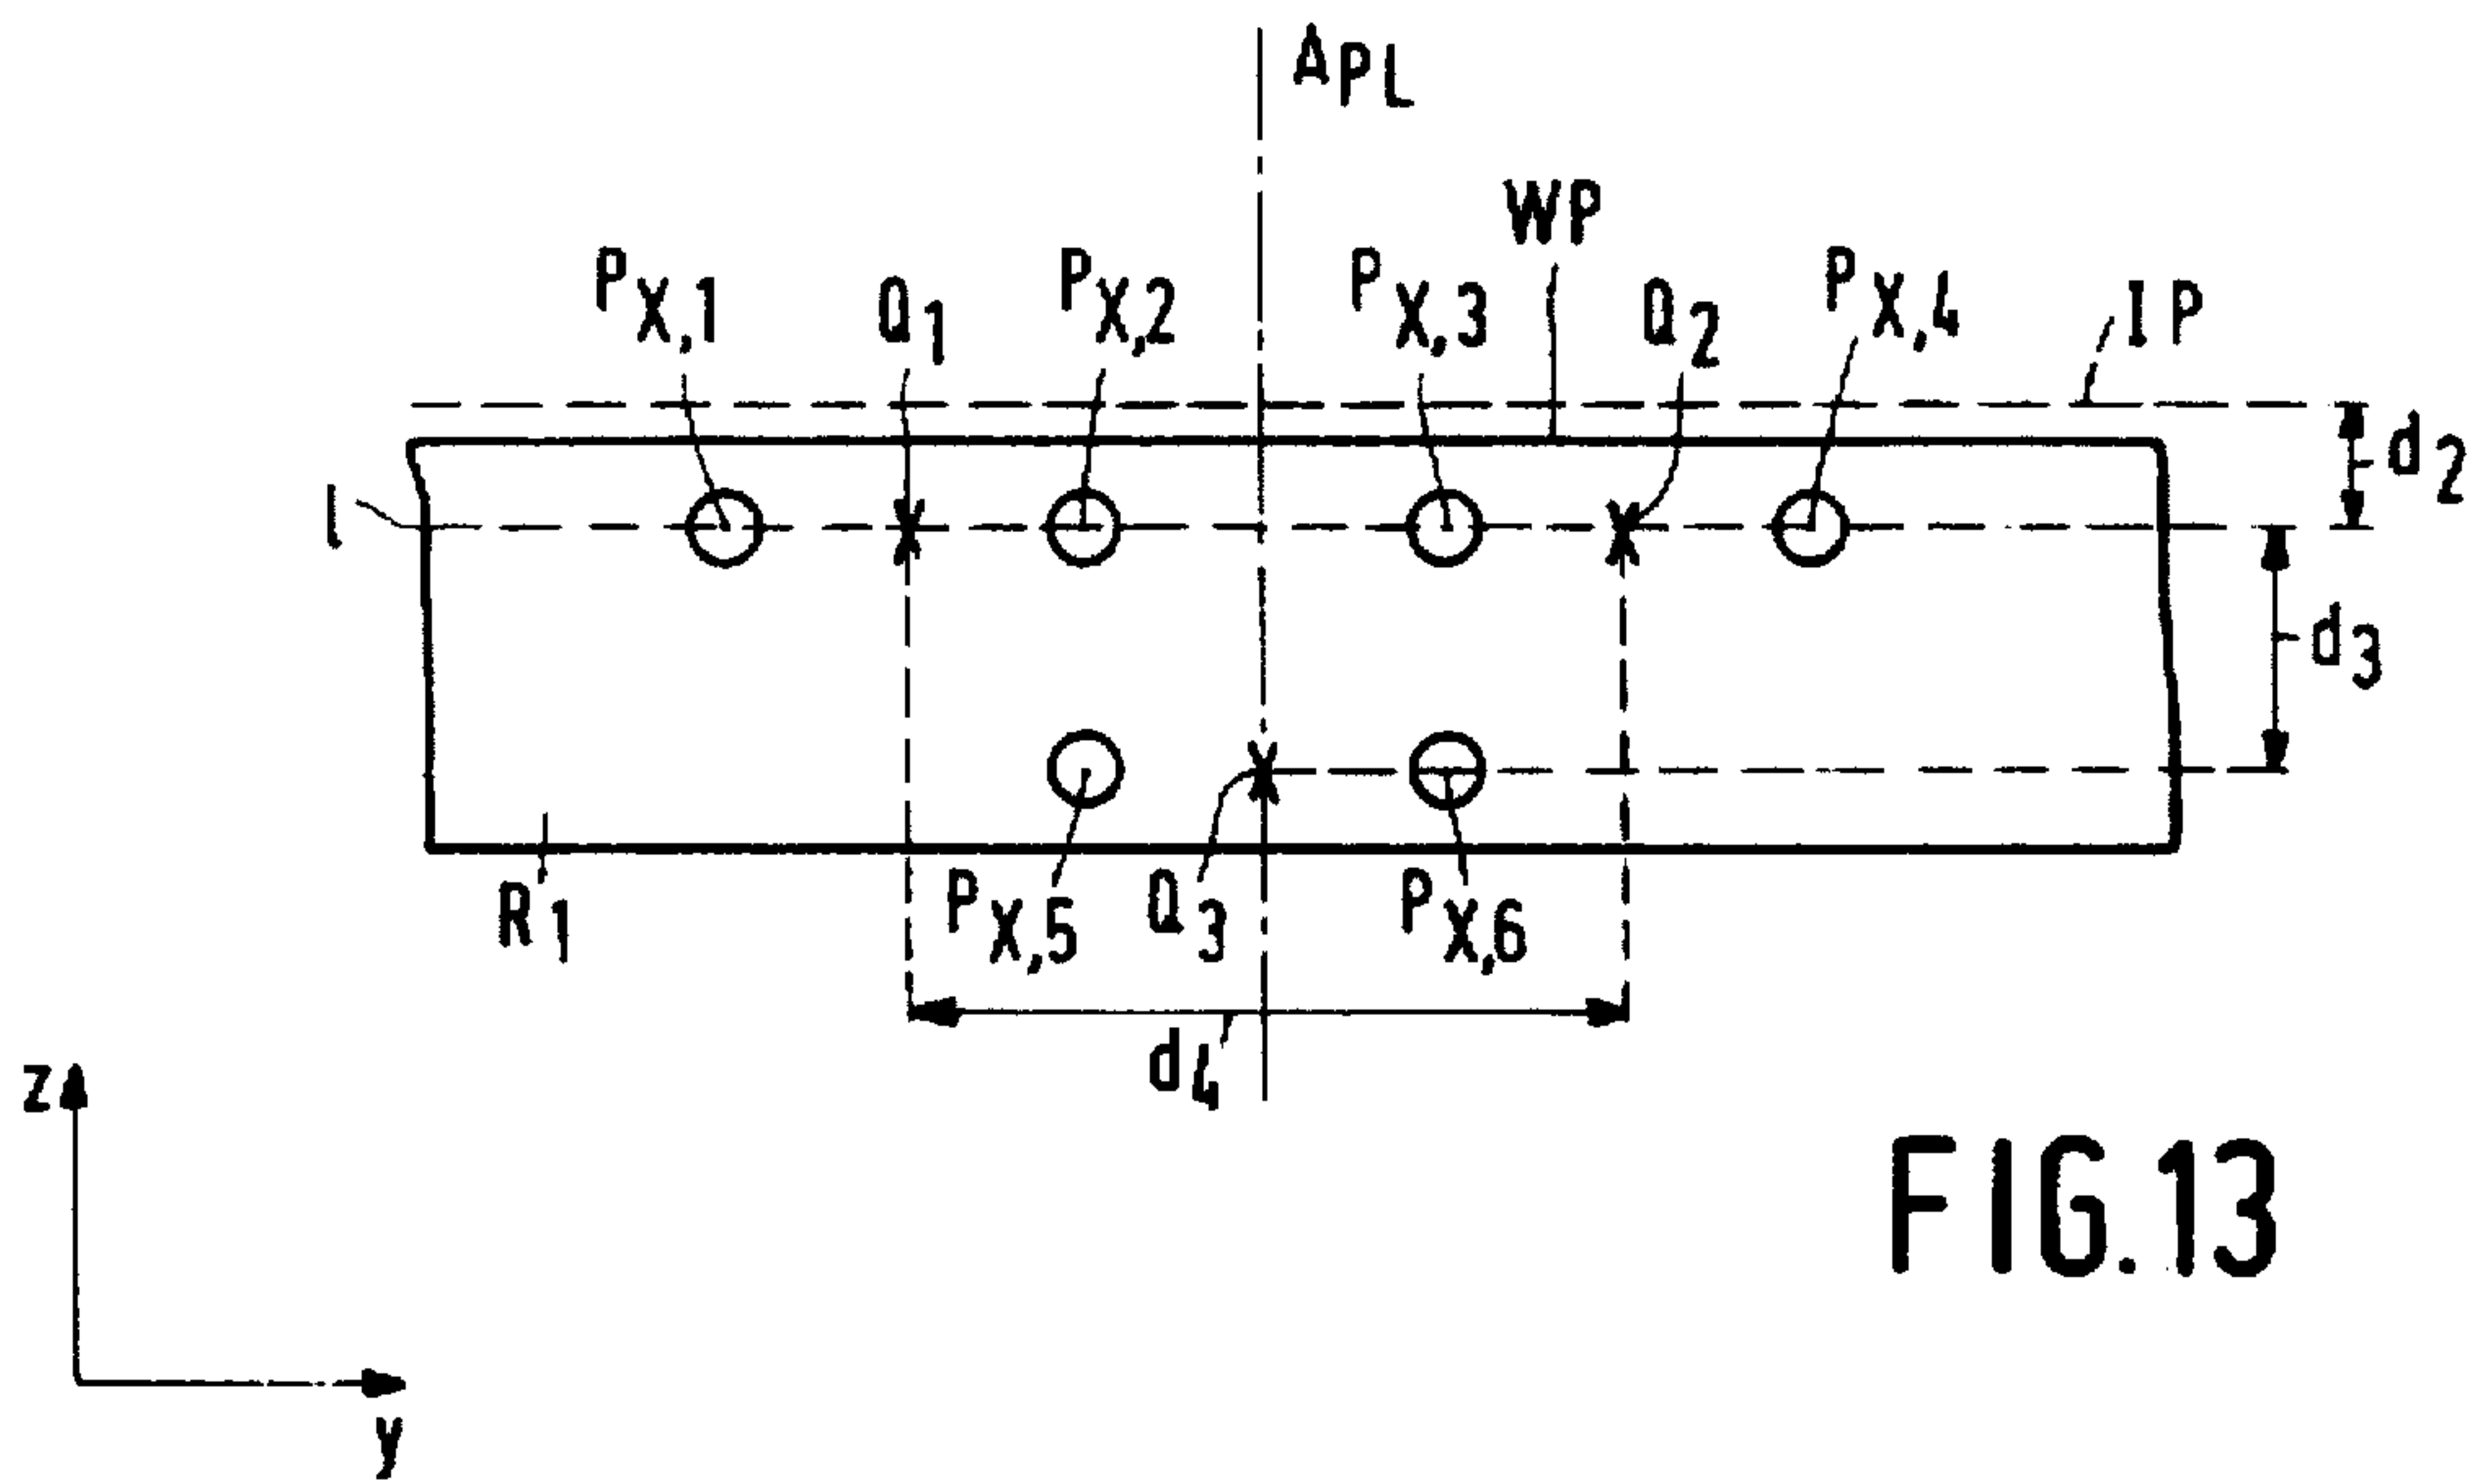 APL
WP
PX,1
Q1
PX,2
PX,3
Q2
PX,4
IP
d2
l
d3
R1
PX,5
Q3
PX,6
d4
z
y
FIG.13